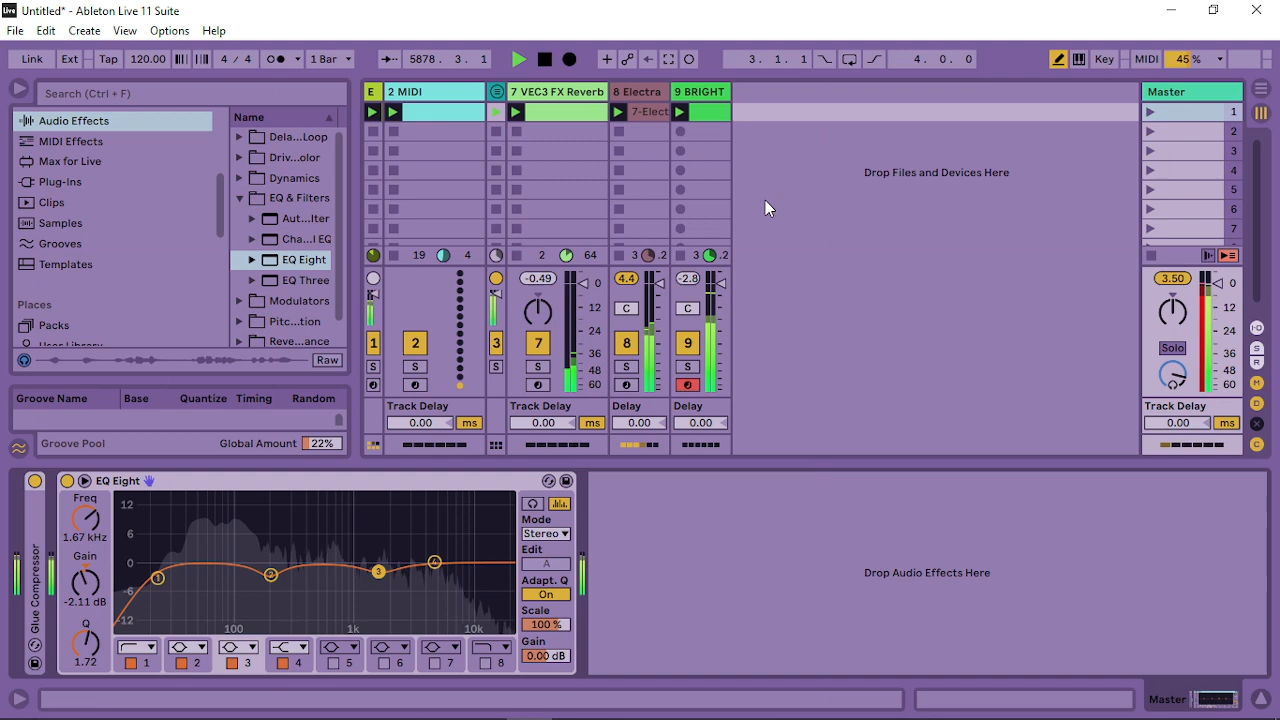 Live Untitled* - Ableton Live 11 Suite
File Edit Create View Options Help
Link Ext Tap 120.00 4 / 4 1 Bar 5878. 3. 1 3. 1. 1 4. 0. 0 Key MIDI 45 %
Search (Ctrl + F)
Audio Effects
MIDI Effects
Max for Live
Plug-Ins
Clips
Samples
Grooves
Templates
Places
Packs
User Library
Raw
Name
Dela...Loop
Driv...olor
Dynamics
EQ & Filters
Aut...lter
Cha...l EQ
EQ Eight
EQ Three
Modulators
Pitc...tion
Reve...ance
Groove Name Base Quantize Timing Random
Groove Pool Global Amount 22%
E 2 MIDI 7 VEC3 FX Reverb 8 Electra 9 BRIGHT Master
7-Elect 1
2
3
4
5
6
7
Drop Files and Devices Here
19 4 2 64 3 .2 3 .2
-0.49 4.4 -2.8 3.50
0 0
12 C C 12
24 24
1 2 3 7 36 8 9 Solo 36
S S S S 48 S S 48
60 60
Track Delay Track Delay Delay Delay Track Delay
0.00 ms 0.00 ms 0.00 0.00 0.00 ms
I-O
S
R
M
D
X
C
Glue Compressor
EQ Eight
Freq
1.67 kHz
Gain
-2.11 dB
Q
1.72
12
6
0
-6
-12
1 2 3 4
100 1k 10k
1 2 3 4 5 6 7 8
Mode
Stereo
Edit
A
Adapt. Q
On
Scale
100 %
Gain
0.00 dB
Drop Audio Effects Here
Master